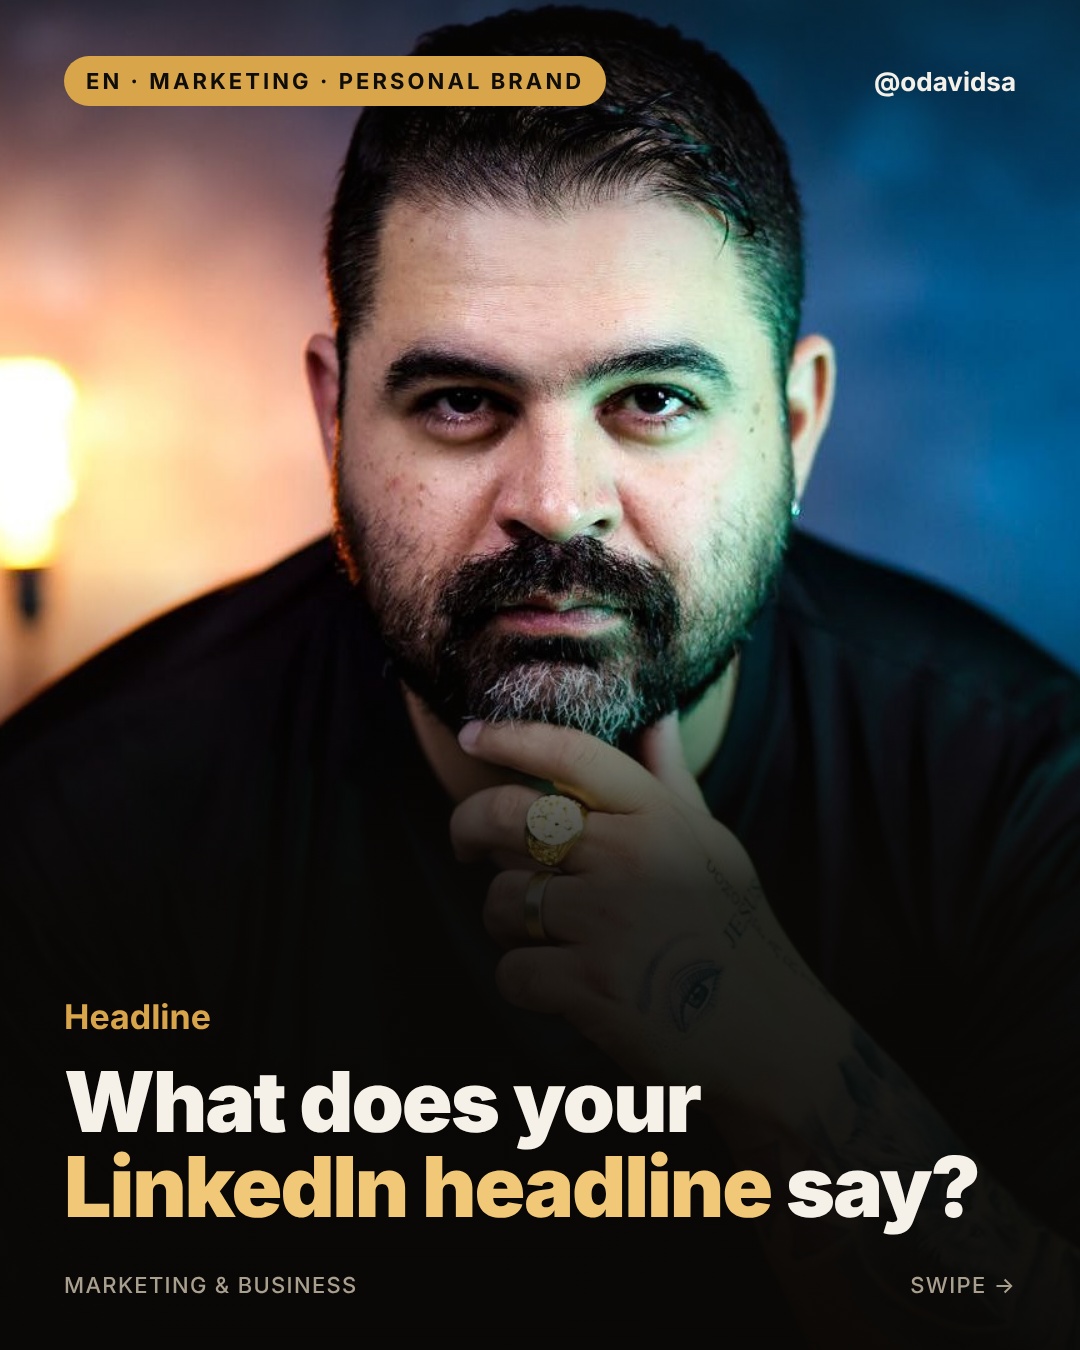 EN · MARKETING · PERSONAL BRAND
@odavidsa
Headline
What does your
LinkedIn headline say?
MARKETING & BUSINESS
SWIPE →